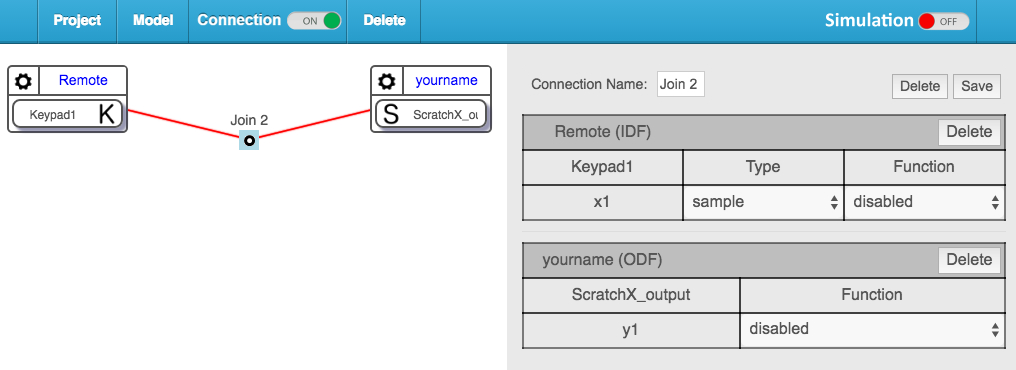 Project Model Connection ON Delete Simulation OFF
Remote
Keypad1 K
Join 2
yourname
S ScratchX_ou
Connection Name: Join 2 Delete Save
Remote (IDF) Delete
Keypad1 Type Function
x1 sample disabled
yourname (ODF) Delete
ScratchX_output Function
y1 disabled